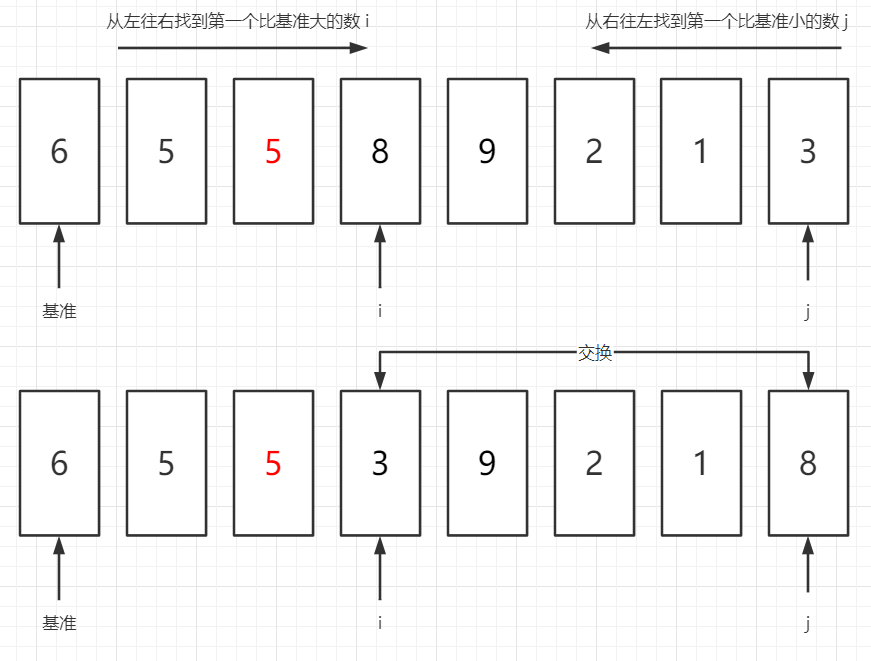 从左往右找到第一个比基准大的数 i
从右往左找到第一个比基准小的数 j
6 5 5 8 9 2 1 3
基准 i j
交换
6 5 5 3 9 2 1 8
基准 i j